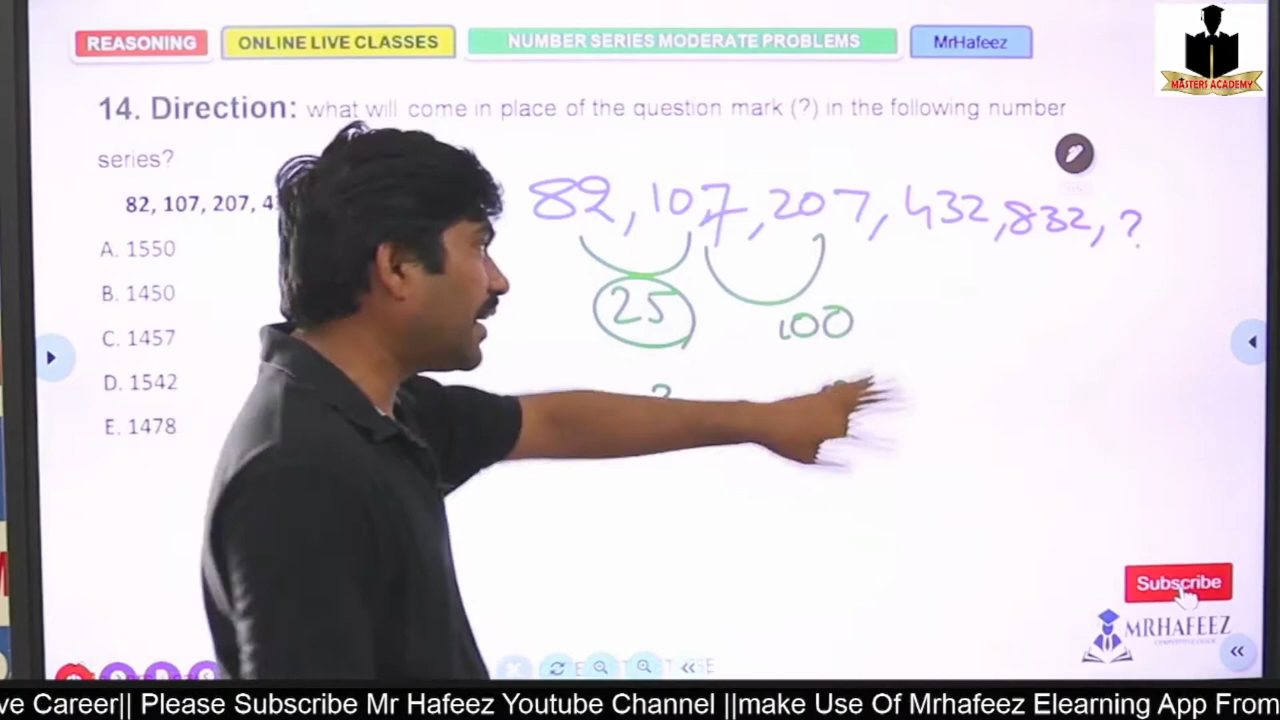 REASONING
ONLINE LIVE CLASSES
NUMBER SERIES MODERATE PROBLEMS
MrHafeez
MASTERS ACADEMY
14. Direction: what will come in place of the question mark (?) in the following number
series?
82, 107, 207, 4
82, 107, 207, 432, 832, ?
A. 1550
25
100
B. 1450
C. 1457
D. 1542
E. 1478
Subscribe
MRHAFEEZ
ve Career|| Please Subscribe Mr Hafeez Youtube Channel ||make Use Of Mrhafeez Elearning App From